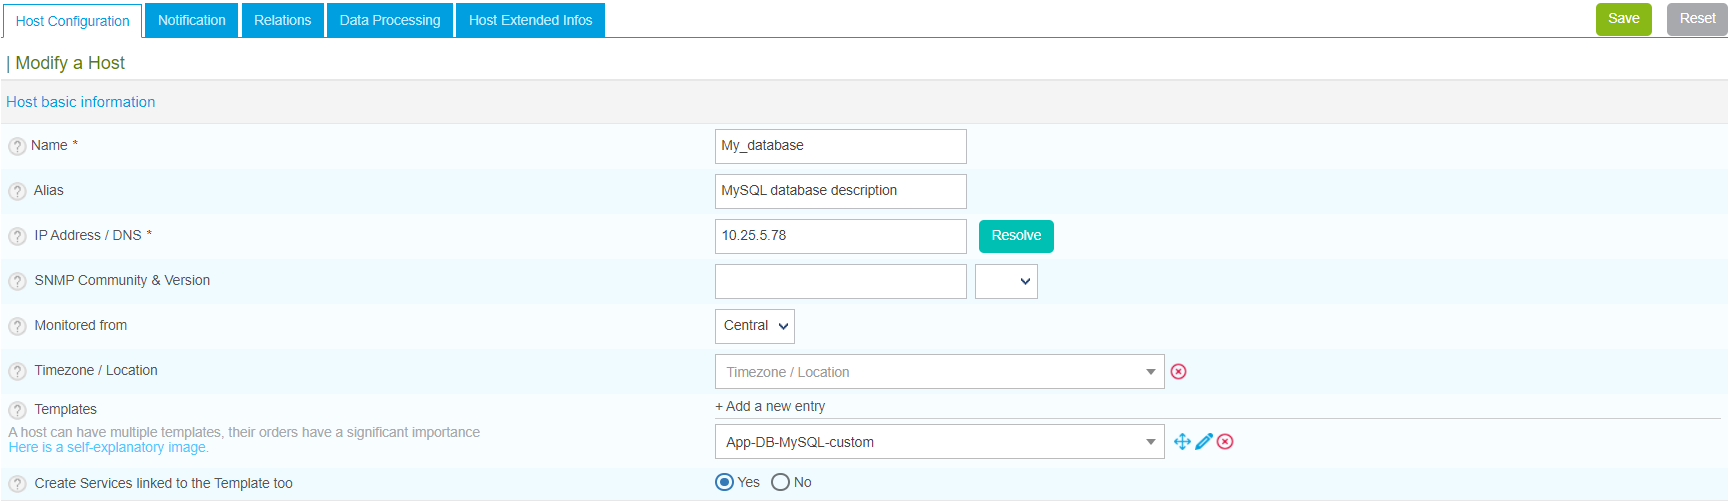 Host Configuration Notification Relations Data Processing Host Extended Infos Save Reset
| Modify a Host
Host basic information
? Name * My_database
? Alias MySQL database description
? IP Address / DNS * 10.25.5.78 Resolve
? SNMP Community & Version
? Monitored from Central
? Timezone / Location Timezone / Location
? Templates + Add a new entry
A host can have multiple templates, their orders have a significant importance
Here is a self-explanatory image.
App-DB-MySQL-custom
? Create Services linked to the Template too Yes No